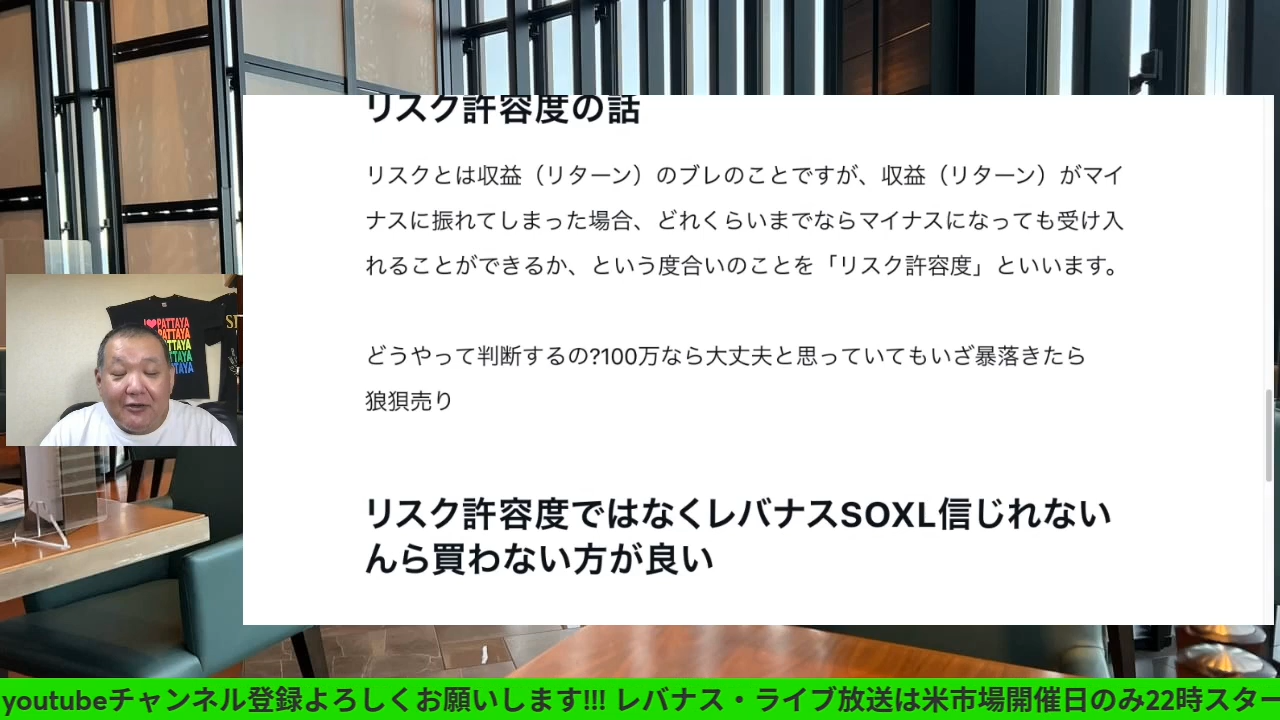 リスク許容度の話
リスクとは収益（リターン）のブレのことですが、収益（リターン）がマイ
ナスに振れてしまった場合、どれくらいまでならマイナスになっても受け入
れることができるか、という度合いのことを「リスク許容度」といいます。
どうやって判断するの?100万なら大丈夫と思っていてもいざ暴落きたら
狼狽売り
リスク許容度ではなくレバナスSOXL信じれない
んら買わない方が良い
PATTAYA
PATTAYA
youtubeチャンネル登録よろしくお願いします!!! レバナス・ライブ放送は米市場開催日のみ22時スター